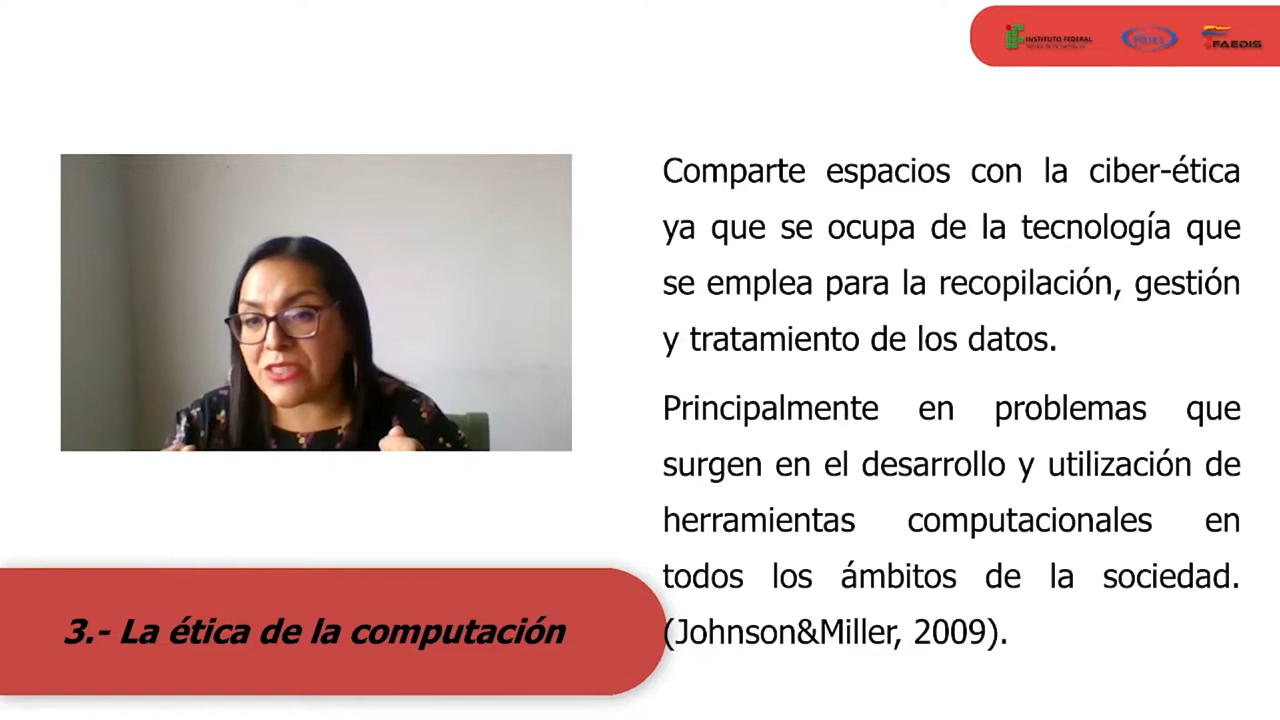 INSTITUTO FEDERAL
FAEDIS
Comparte espacios con la ciber-ética
ya que se ocupa de la tecnología que
se emplea para la recopilación, gestión
y tratamiento de los datos.
Principalmente en problemas que
surgen en el desarrollo y utilización de
herramientas computacionales en
todos los ámbitos de la sociedad.
(Johnson&Miller, 2009).
3.- La ética de la computación